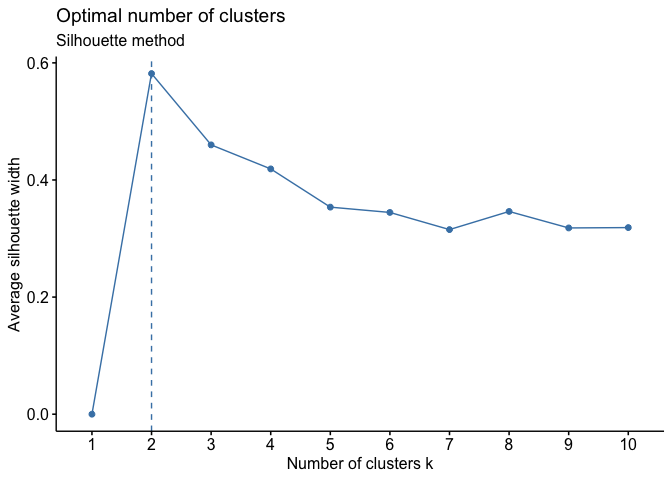 Optimal number of clusters
Silhouette method
Average silhouette width
0.6
0.4
0.2
0.0
1 2 3 4 5 6 7 8 9 10
Number of clusters k